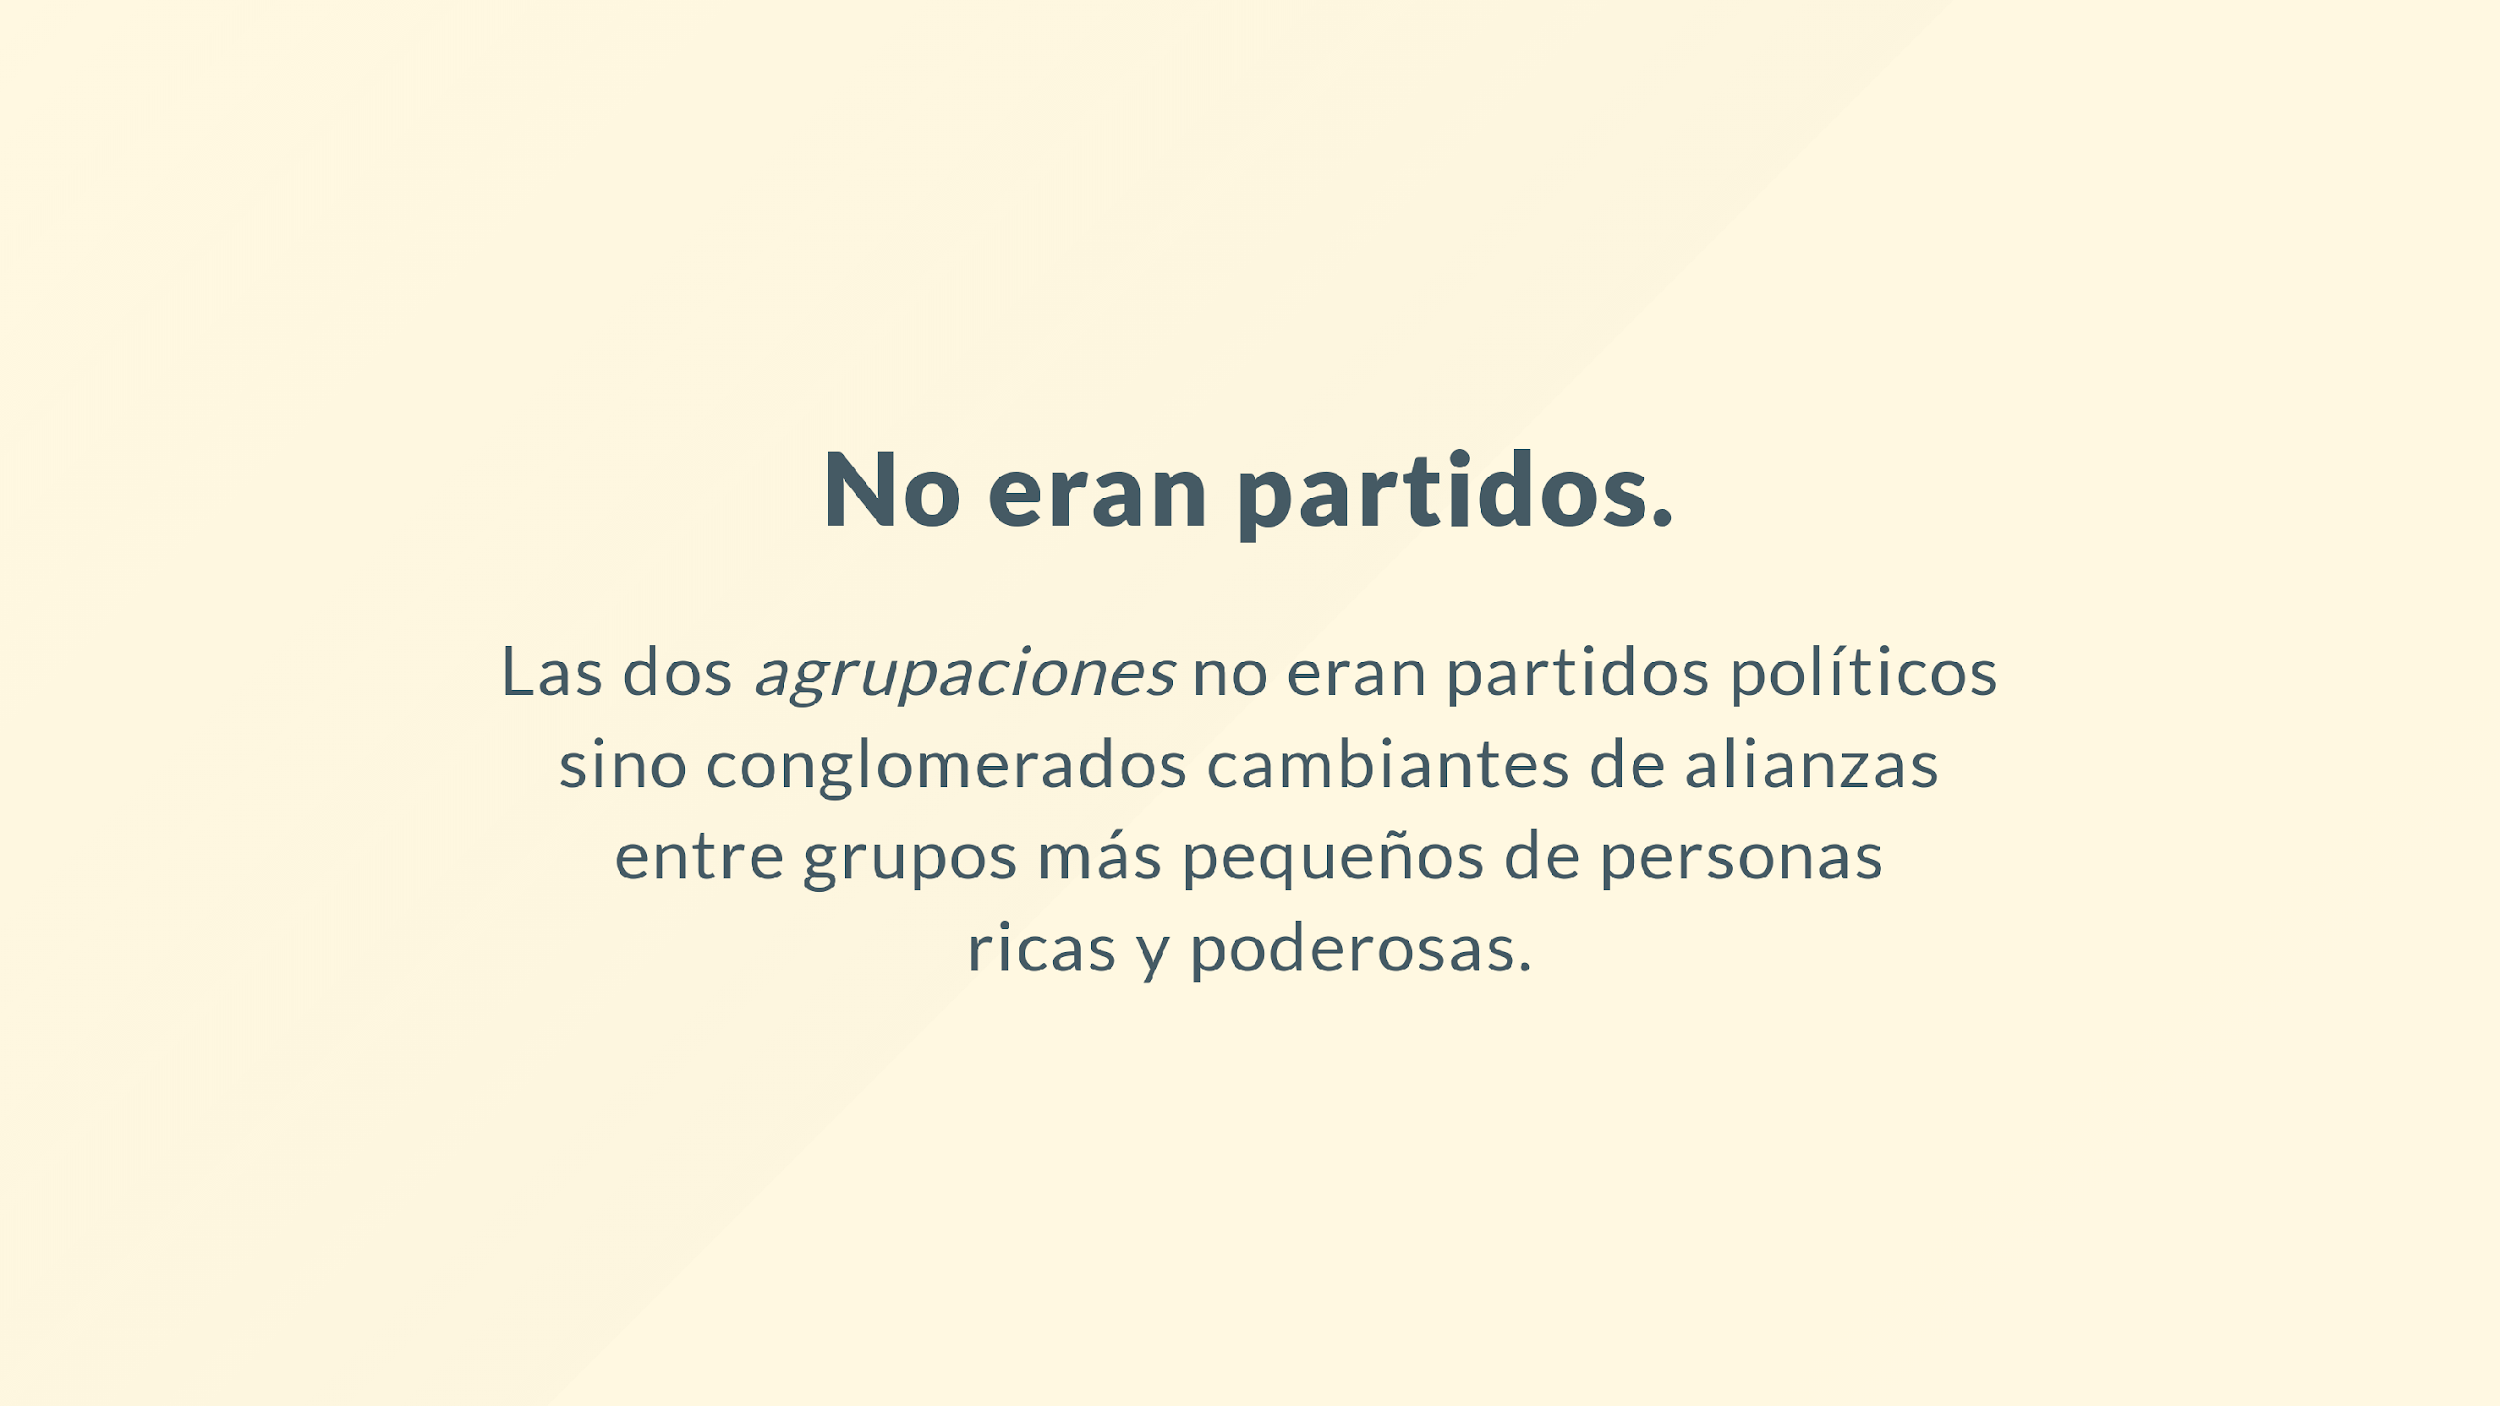 No eran partidos.
Las dos agrupaciones no eran partidos políticos
sino conglomerados cambiantes de alianzas
entre grupos más pequeños de personas
ricas y poderosas.